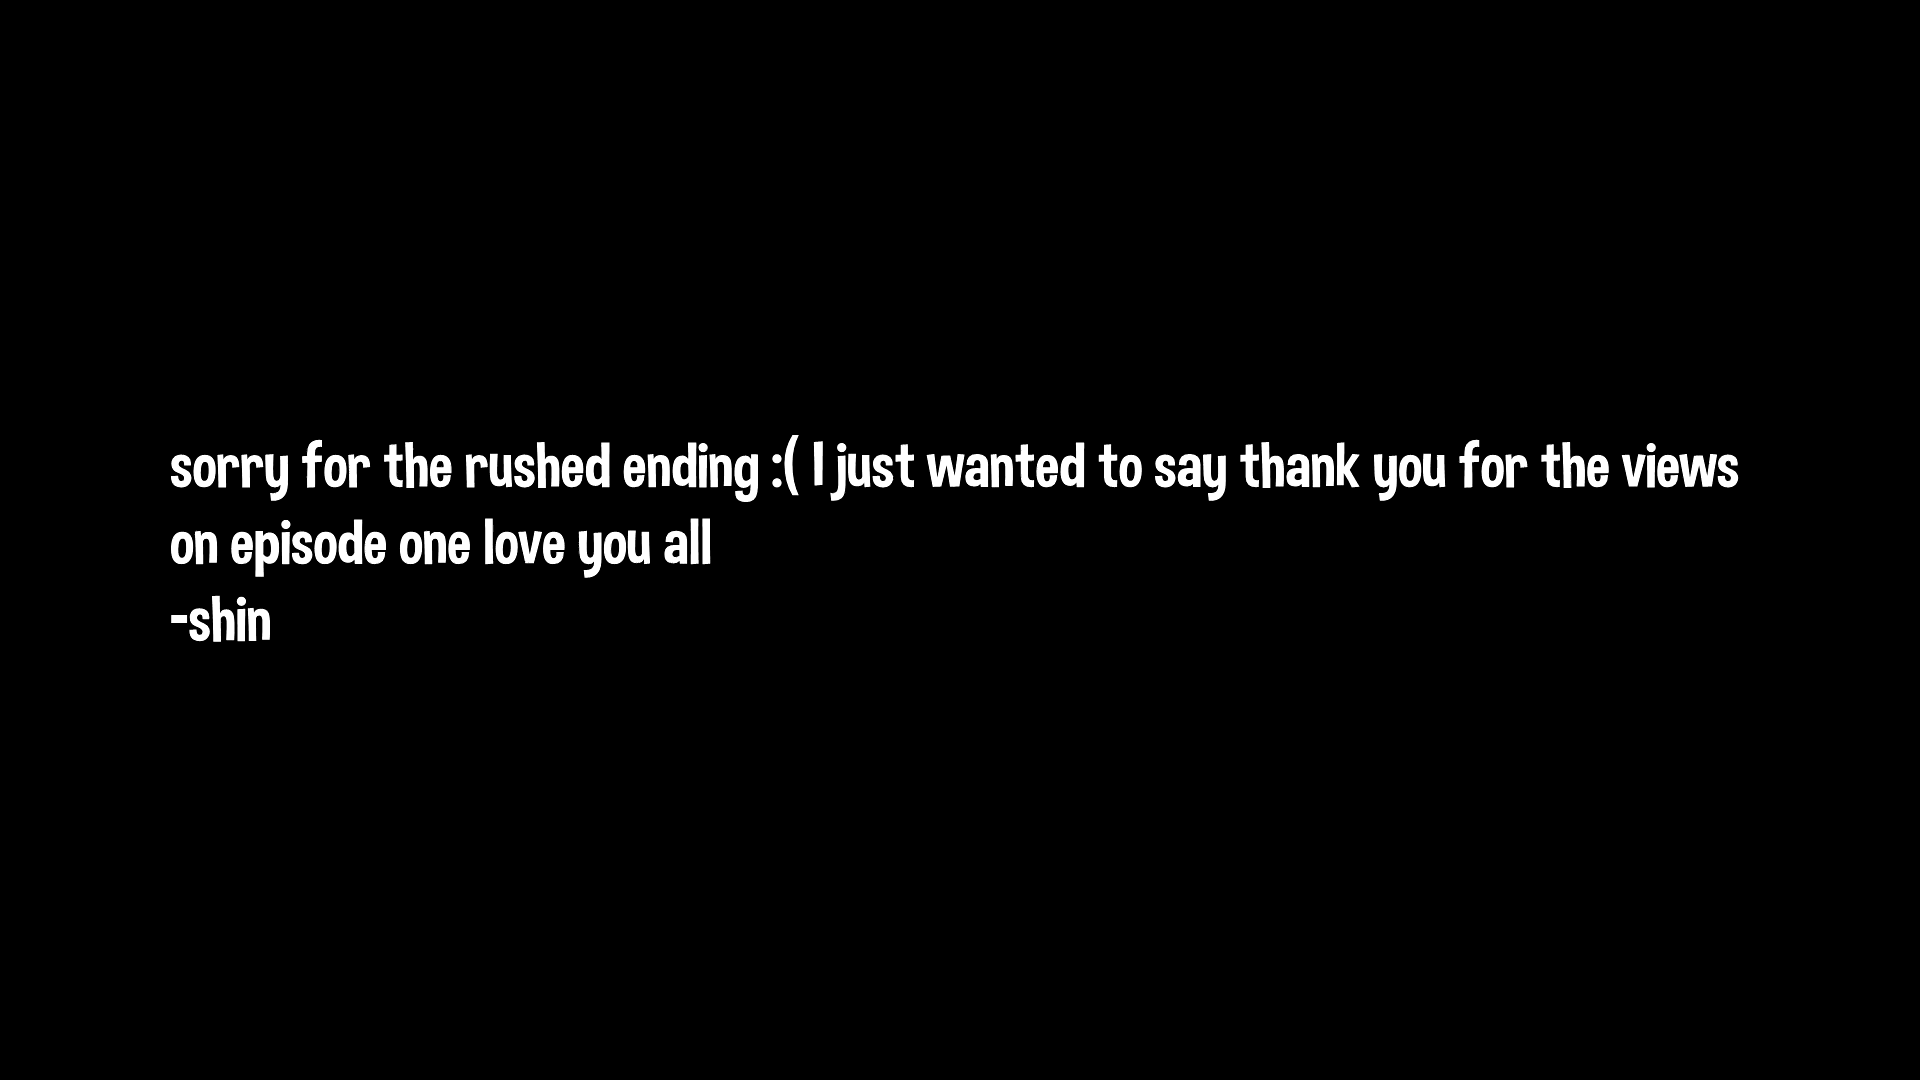 sorry for the rushed ending :( I just wanted to say thank you for the views
on episode one love you all
-shin